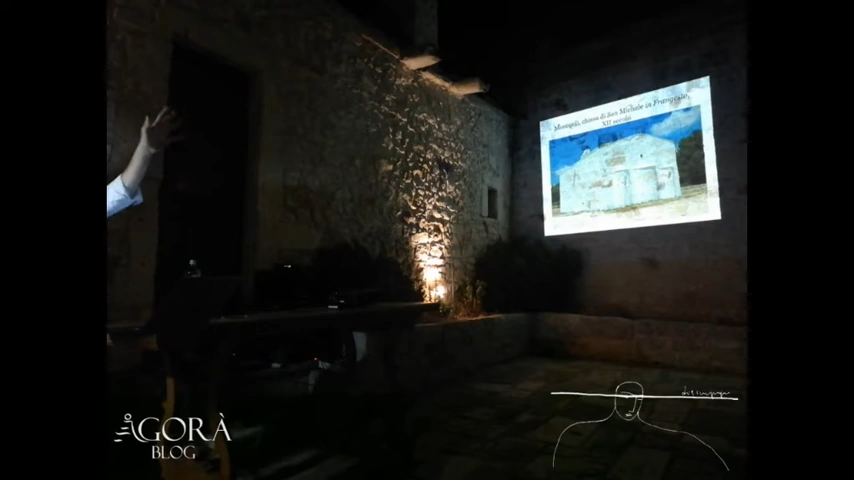 Monopoli, chiesa di San Michele in Frangesto,
XII secolo
AGORÀ
BLOG